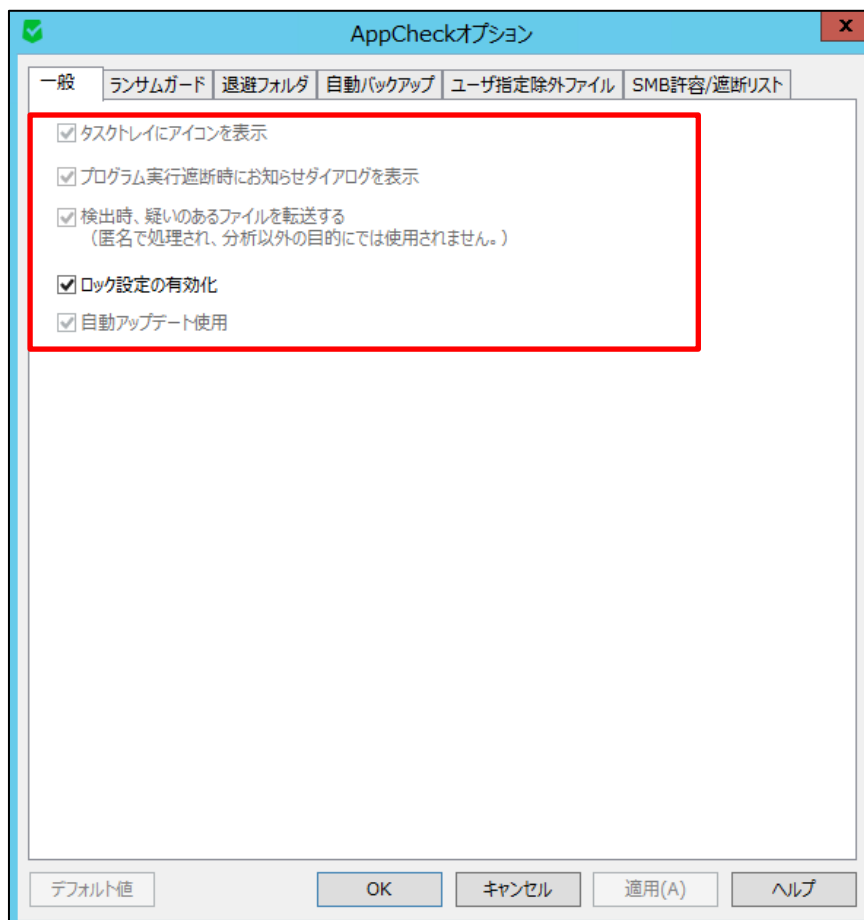 AppCheckオプション
x
一般
ランサムガード
退避フォルダ
自動バックアップ
ユーザ指定除外ファイル
SMB許容/遮断リスト
タスクトレイにアイコンを表示
プログラム実行遮断時にお知らせダイアログを表示
検出時、疑いのあるファイルを転送する
（匿名で処理され、分析以外の目的にでは使用されません。）
ロック設定の有効化
自動アップデート使用
デフォルト値
OK
キャンセル
適用(A)
ヘルプ